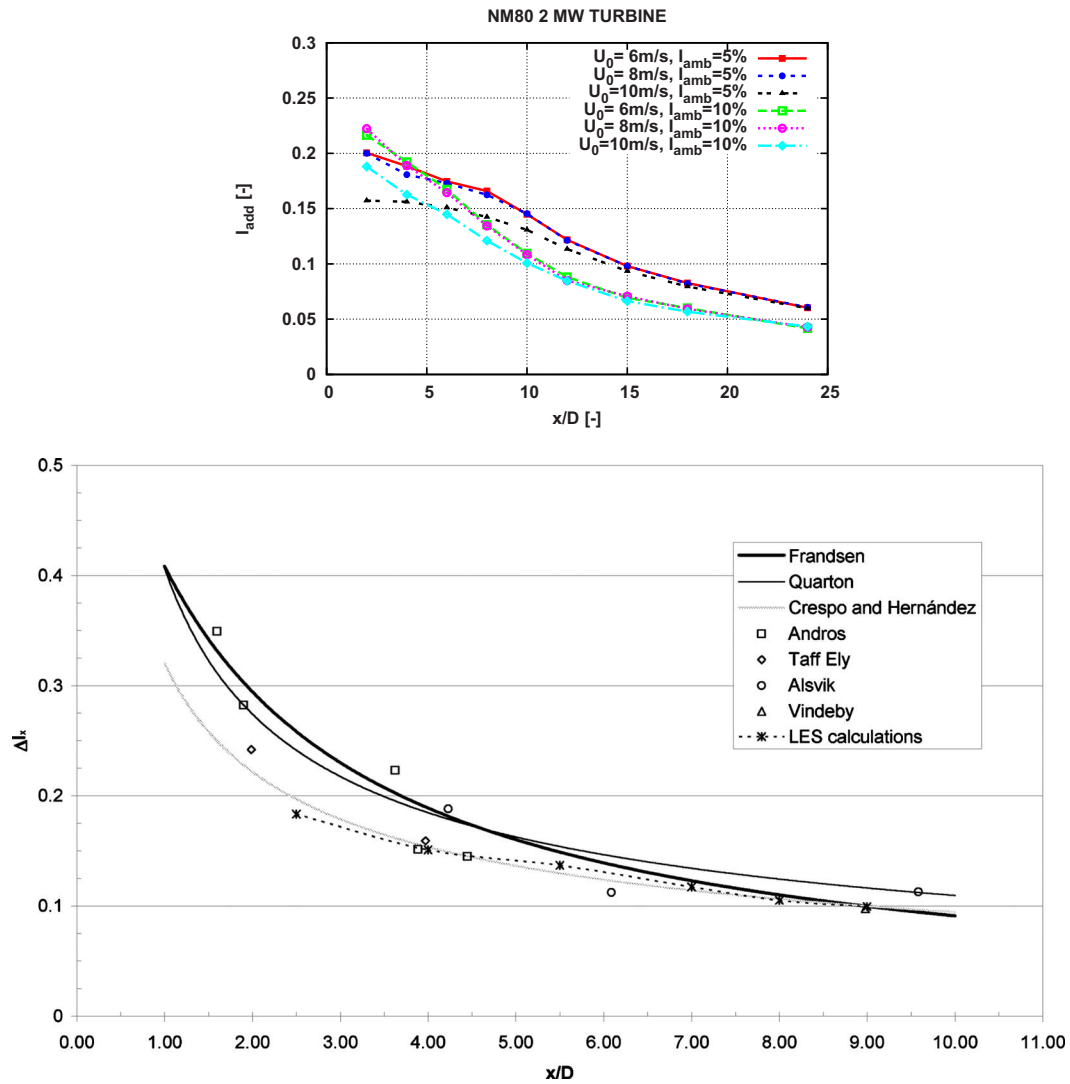 NM80 2 MW TURBINE
U0= 6m/s, Iamb=5%
U0= 8m/s, Iamb=5%
U0=10m/s, Iamb=5%
U0= 6m/s, Iamb=10%
U0= 8m/s, Iamb=10%
U0=10m/s, Iamb=10%
0.3
0.25
0.2
0.15
0.1
0.05
0
Iadd [-]
0 5 10 15 20 25
x/D [-]
0.5
0.4
0.3
0.2
0.1
0
ΔIx
Frandsen
Quarton
Crespo and Hernández
Andros
Taff Ely
Alsvik
Vindeby
LES calculations
0.00 1.00 2.00 3.00 4.00 5.00 6.00 7.00 8.00 9.00 10.00 11.00
x/D